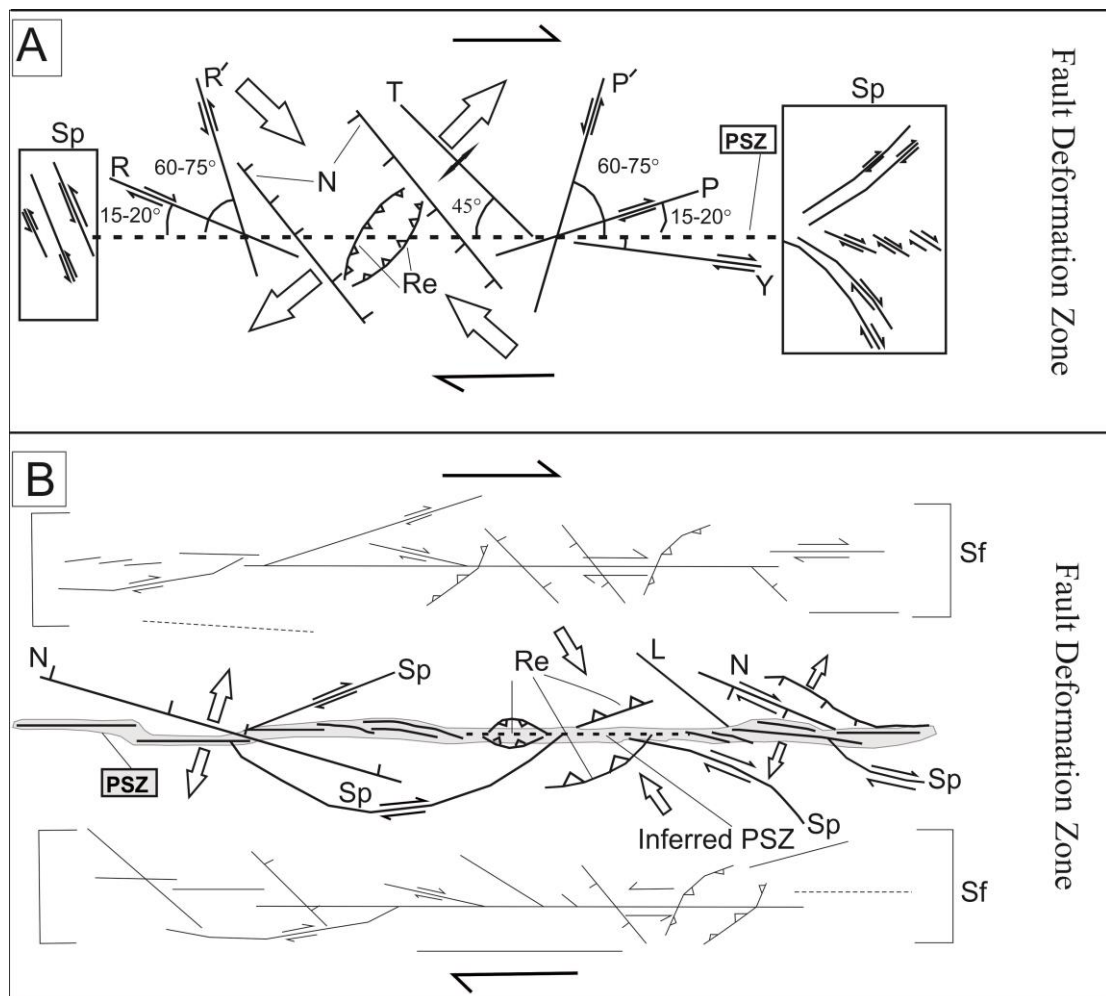 A
Sp
R
15-20°
R′
60-75°
N
Re
T
45°
P′
60-75°
P
15-20°
Y
PSZ
Sp
Fault Deformation Zone
B
Sf
N
Sp
Re
L
N
PSZ
Sp
Sp
Sp
Inferred PSZ
Sf
Fault Deformation Zone